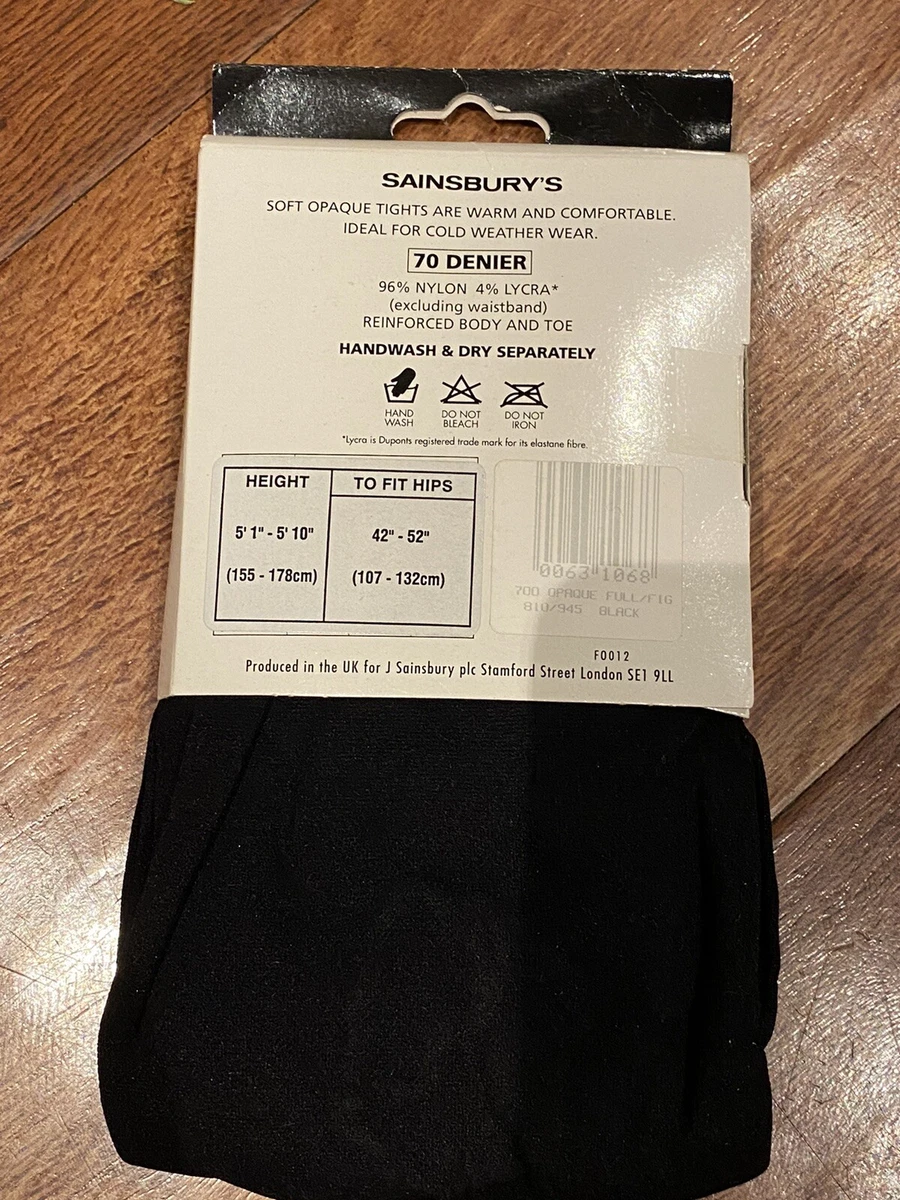 SAINSBURY'S
SOFT OPAQUE TIGHTS ARE WARM AND COMFORTABLE.
IDEAL FOR COLD WEATHER WEAR.
70 DENIER
96% NYLON 4% LYCRA*
(excluding waistband)
REINFORCED BODY AND TOE
HANDWASH & DRY SEPARATELY
HAND WASH
DO NOT BLEACH
DO NOT IRON
*Lycra is Duponts registered trade mark for its elastane fibre.
HEIGHT TO FIT HIPS
5' 1" - 5' 10" 42" - 52"
(155 - 178cm) (107 - 132cm)
0063 1068
70D OPAQUE FULL/FIG
810/945 BLACK
F0012
Produced in the UK for J Sainsbury plc Stamford Street London SE1 9LL